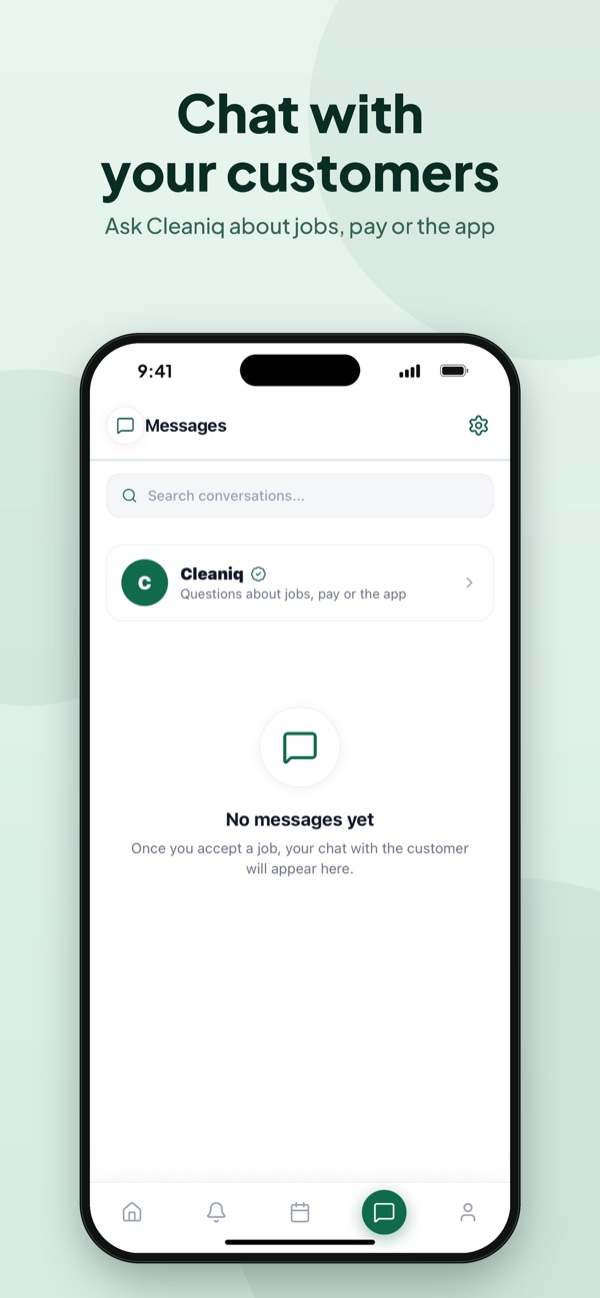 Chat with
your customers
Ask Cleaniq about jobs, pay or the app
9:41
Messages
Search conversations...
C
Cleaniq
Questions about jobs, pay or the app
No messages yet
Once you accept a job, your chat with the customer
will appear here.